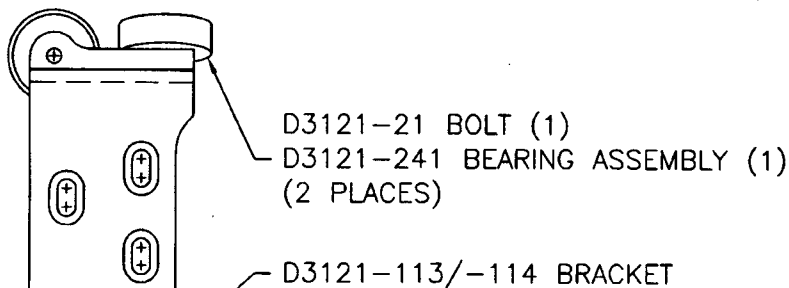 D3121-21 BOLT (1)
D3121-241 BEARING ASSEMBLY (1)
(2 PLACES)
D3121-113/-114 BRACKET